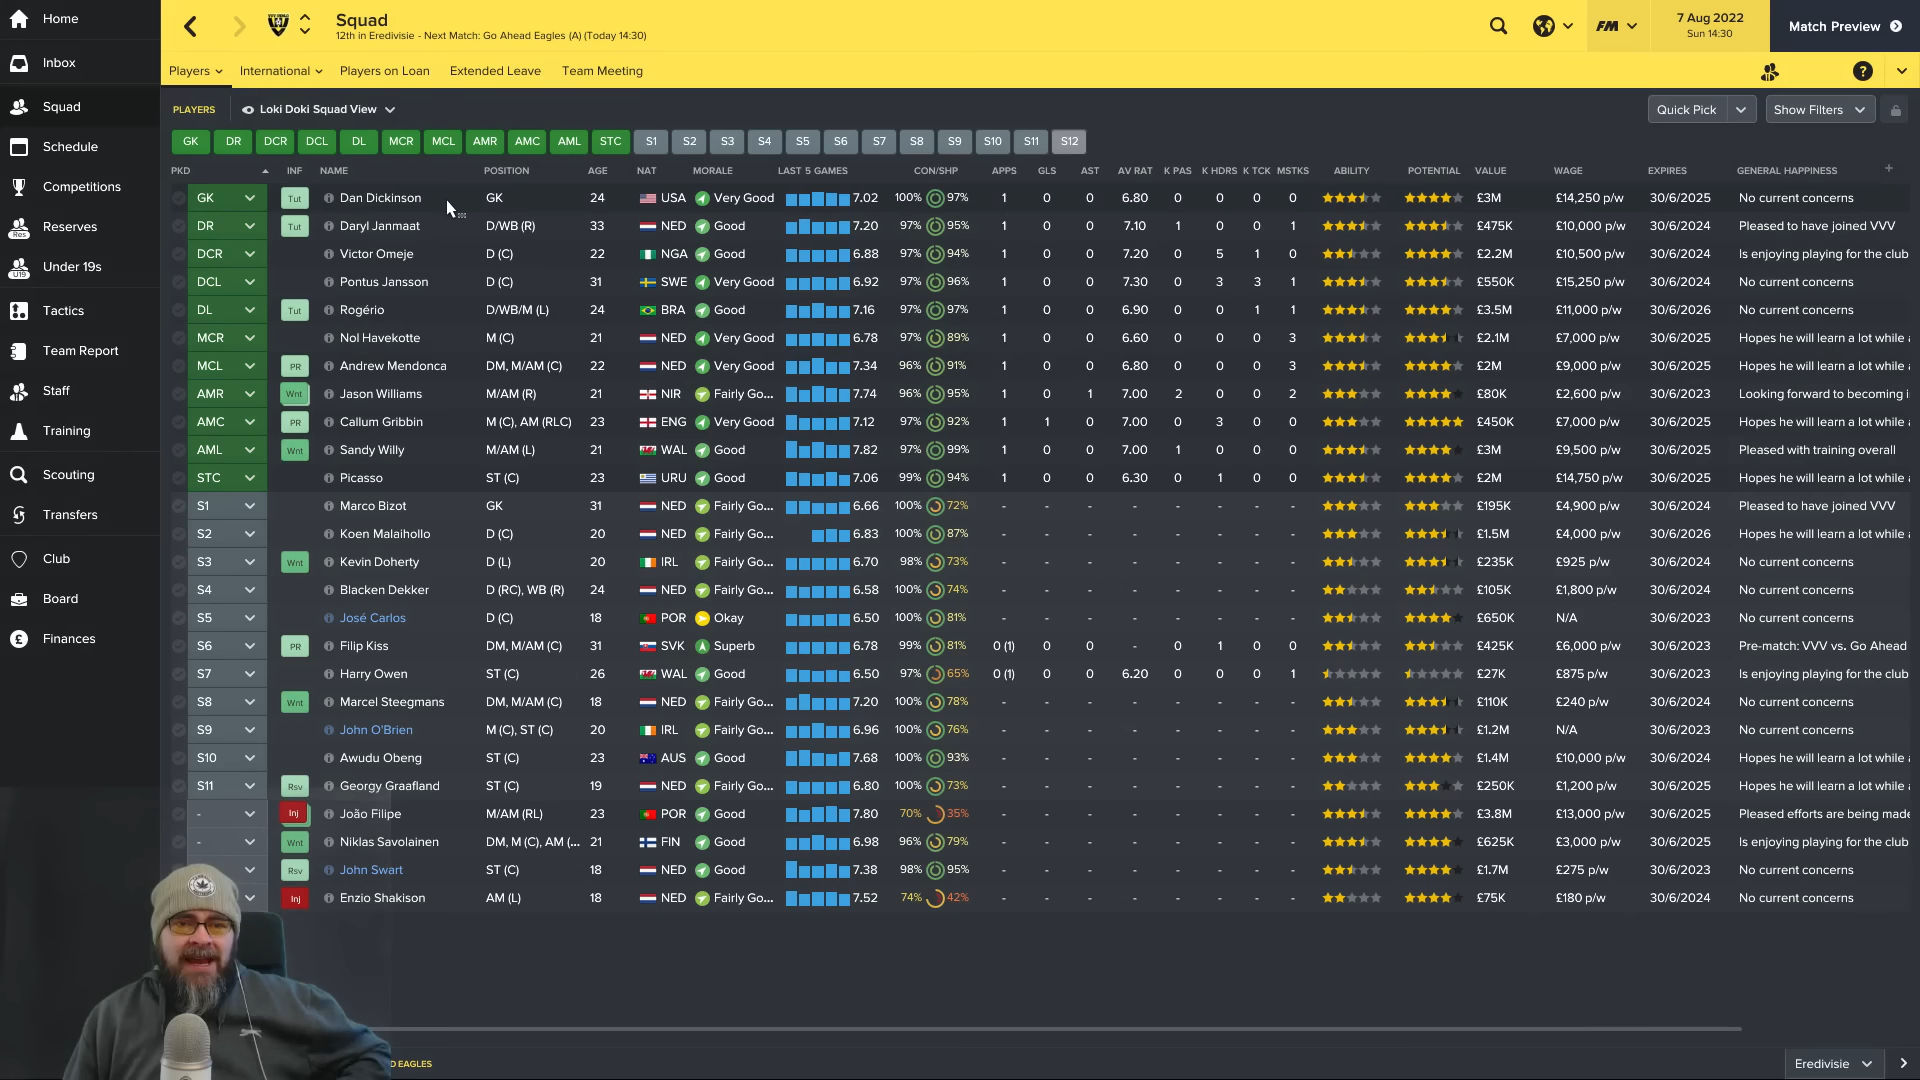 Home
Inbox
Squad
Schedule
Competitions
Res Reserves
U19 Under 19s
Tactics
Team Report
Staff
Training
Scouting
Transfers
Club
Board
£ Finances
Squad
12th in Eredivisie - Next Match: Go Ahead Eagles (A) (Today 14:30)
FM
7 Aug 2022
Sun 14:30
Match Preview
Players International Players on Loan Extended Leave Team Meeting ?
PLAYERS Loki Doki Squad View Quick Pick Show Filters
GK DR DCR DCL DL MCR MCL AMR AMC AML STC S1 S2 S3 S4 S5 S6 S7 S8 S9 S10 S11 S12
PKD INF NAME POSITION AGE NAT MORALE LAST 5 GAMES CON/SHP APPS GLS AST AV RAT K PAS K HDRS K TCK MSTKS ABILITY POTENTIAL VALUE WAGE EXPIRES GENERAL HAPPINESS +
GK Tut Dan Dickinson GK 24 USA Very Good 7.02 100% 97% 1 0 0 6.80 0 0 0 0 £3M £14,250 p/w 30/6/2025 No current concerns
DR Tut Daryl Janmaat D/WB (R) 33 NED Good 7.20 97% 95% 1 0 0 7.10 1 0 0 1 £475K £10,000 p/w 30/6/2024 Pleased to have joined VVV
DCR Victor Omeje D (C) 22 NGA Good 6.88 97% 94% 1 0 0 7.20 0 5 1 0 £2.2M £10,500 p/w 30/6/2024 Is enjoying playing for the club
DCL Pontus Jansson D (C) 31 SWE Very Good 6.92 97% 96% 1 0 0 7.30 0 3 3 1 £550K £15,250 p/w 30/6/2024 No current concerns
DL Tut Rogério D/WB/M (L) 24 BRA Good 7.16 97% 97% 1 0 0 6.90 0 0 1 1 £3.5M £11,000 p/w 30/6/2026 No current concerns
MCR Nol Havekotte M (C) 21 NED Very Good 6.78 97% 89% 1 0 0 6.60 0 0 0 3 £2.1M £7,000 p/w 30/6/2025 Hopes he will learn a lot while
MCL PR Andrew Mendonca DM, M/AM (C) 22 NED Very Good 7.34 96% 91% 1 0 0 6.80 0 0 0 3 £2M £9,000 p/w 30/6/2025 Hopes he will learn a lot while
AMR Wnt Jason Williams M/AM (R) 21 NIR Fairly Go... 7.74 96% 95% 1 0 1 7.00 2 0 0 2 £80K £2,600 p/w 30/6/2023 Looking forward to becoming
AMC PR Callum Gribbin M (C), AM (RLC) 23 ENG Very Good 7.12 97% 92% 1 1 0 7.00 0 3 0 0 £450K £7,000 p/w 30/6/2023 Hopes he will learn a lot while
AML Wnt Sandy Willy M/AM (L) 21 WAL Good 7.82 97% 99% 1 0 0 7.00 1 0 0 0 £3M £9,500 p/w 30/6/2025 Pleased with training overall
STC Picasso ST (C) 23 URU Good 7.06 99% 94% 1 0 0 6.30 0 1 0 0 £2M £14,750 p/w 30/6/2025 Hopes he will learn a lot while
S1 Marco Bizot GK 31 NED Fairly Go... 6.66 100% 72% - - - - - - - - £195K £4,900 p/w 30/6/2024 Pleased to have joined VVV
S2 Koen Malaihollo D (C) 20 NED Fairly Go... 6.83 100% 87% - - - - - - - - £1.5M £4,000 p/w 30/6/2026 Hopes he will learn a lot while
S3 Wnt Kevin Doherty D (L) 20 IRL Fairly Go... 6.70 98% 73% - - - - - - - - £235K £925 p/w 30/6/2024 No current concerns
S4 Blacken Dekker D (RC), WB (R) 24 NED Fairly Go... 6.58 100% 74% - - - - - - - - £105K £1,800 p/w 30/6/2024 No current concerns
S5 José Carlos D (C) 18 POR Okay 6.50 100% 81% - - - - - - - - £650K N/A 30/6/2023 No current concerns
S6 PR Filip Kiss DM, M/AM (C) 31 SVK Superb 6.78 99% 81% 0 (1) 0 0 - 0 1 0 0 £425K £6,000 p/w 30/6/2023 Pre-match: VVV vs. Go Ahead
S7 Harry Owen ST (C) 26 WAL Good 6.50 97% 65% 0 (1) 0 0 6.20 0 0 0 1 £27K £875 p/w 30/6/2023 Is enjoying playing for the club
S8 Wnt Marcel Steegmans DM, M/AM (C) 18 NED Fairly Go... 7.20 100% 78% - - - - - - - - £110K £240 p/w 30/6/2023 No current concerns
S9 John O'Brien M (C), ST (C) 20 IRL Fairly Go... 6.96 100% 76% - - - - - - - - £1.2M N/A 30/6/2023 No current concerns
S10 Awudu Obeng ST (C) 23 AUS Good 7.68 100% 93% - - - - - - - - £1.4M £10,000 p/w 30/6/2024 Hopes he will learn a lot while
S11 Rsv Georgy Graafland ST (C) 19 NED Fairly Go... 6.80 100% 73% - - - - - - - - £250K £1,200 p/w 30/6/2023 Hopes he will learn a lot while
- Inj João Filipe M/AM (RL) 23 POR Good 7.80 70% 35% - - - - - - - - £3.8M £13,000 p/w 30/6/2025 Pleased efforts are being made
- Wnt Niklas Savolainen DM, M (C), AM (... 21 FIN Good 6.98 96% 79% - - - - - - - - £625K £3,000 p/w 30/6/2023 Is enjoying playing for the club
Rsv John Swart ST (C) 18 NED Good 7.38 98% 95% - - - - - - - - £1.7M £275 p/w 30/6/2023 No current concerns
Inj Enzio Shakison AM (L) 18 NED Fairly Go... 7.52 74% 42% - - - - - - - - £75K £180 p/w 30/6/2024 No current concerns
D EAGLES Eredivisie